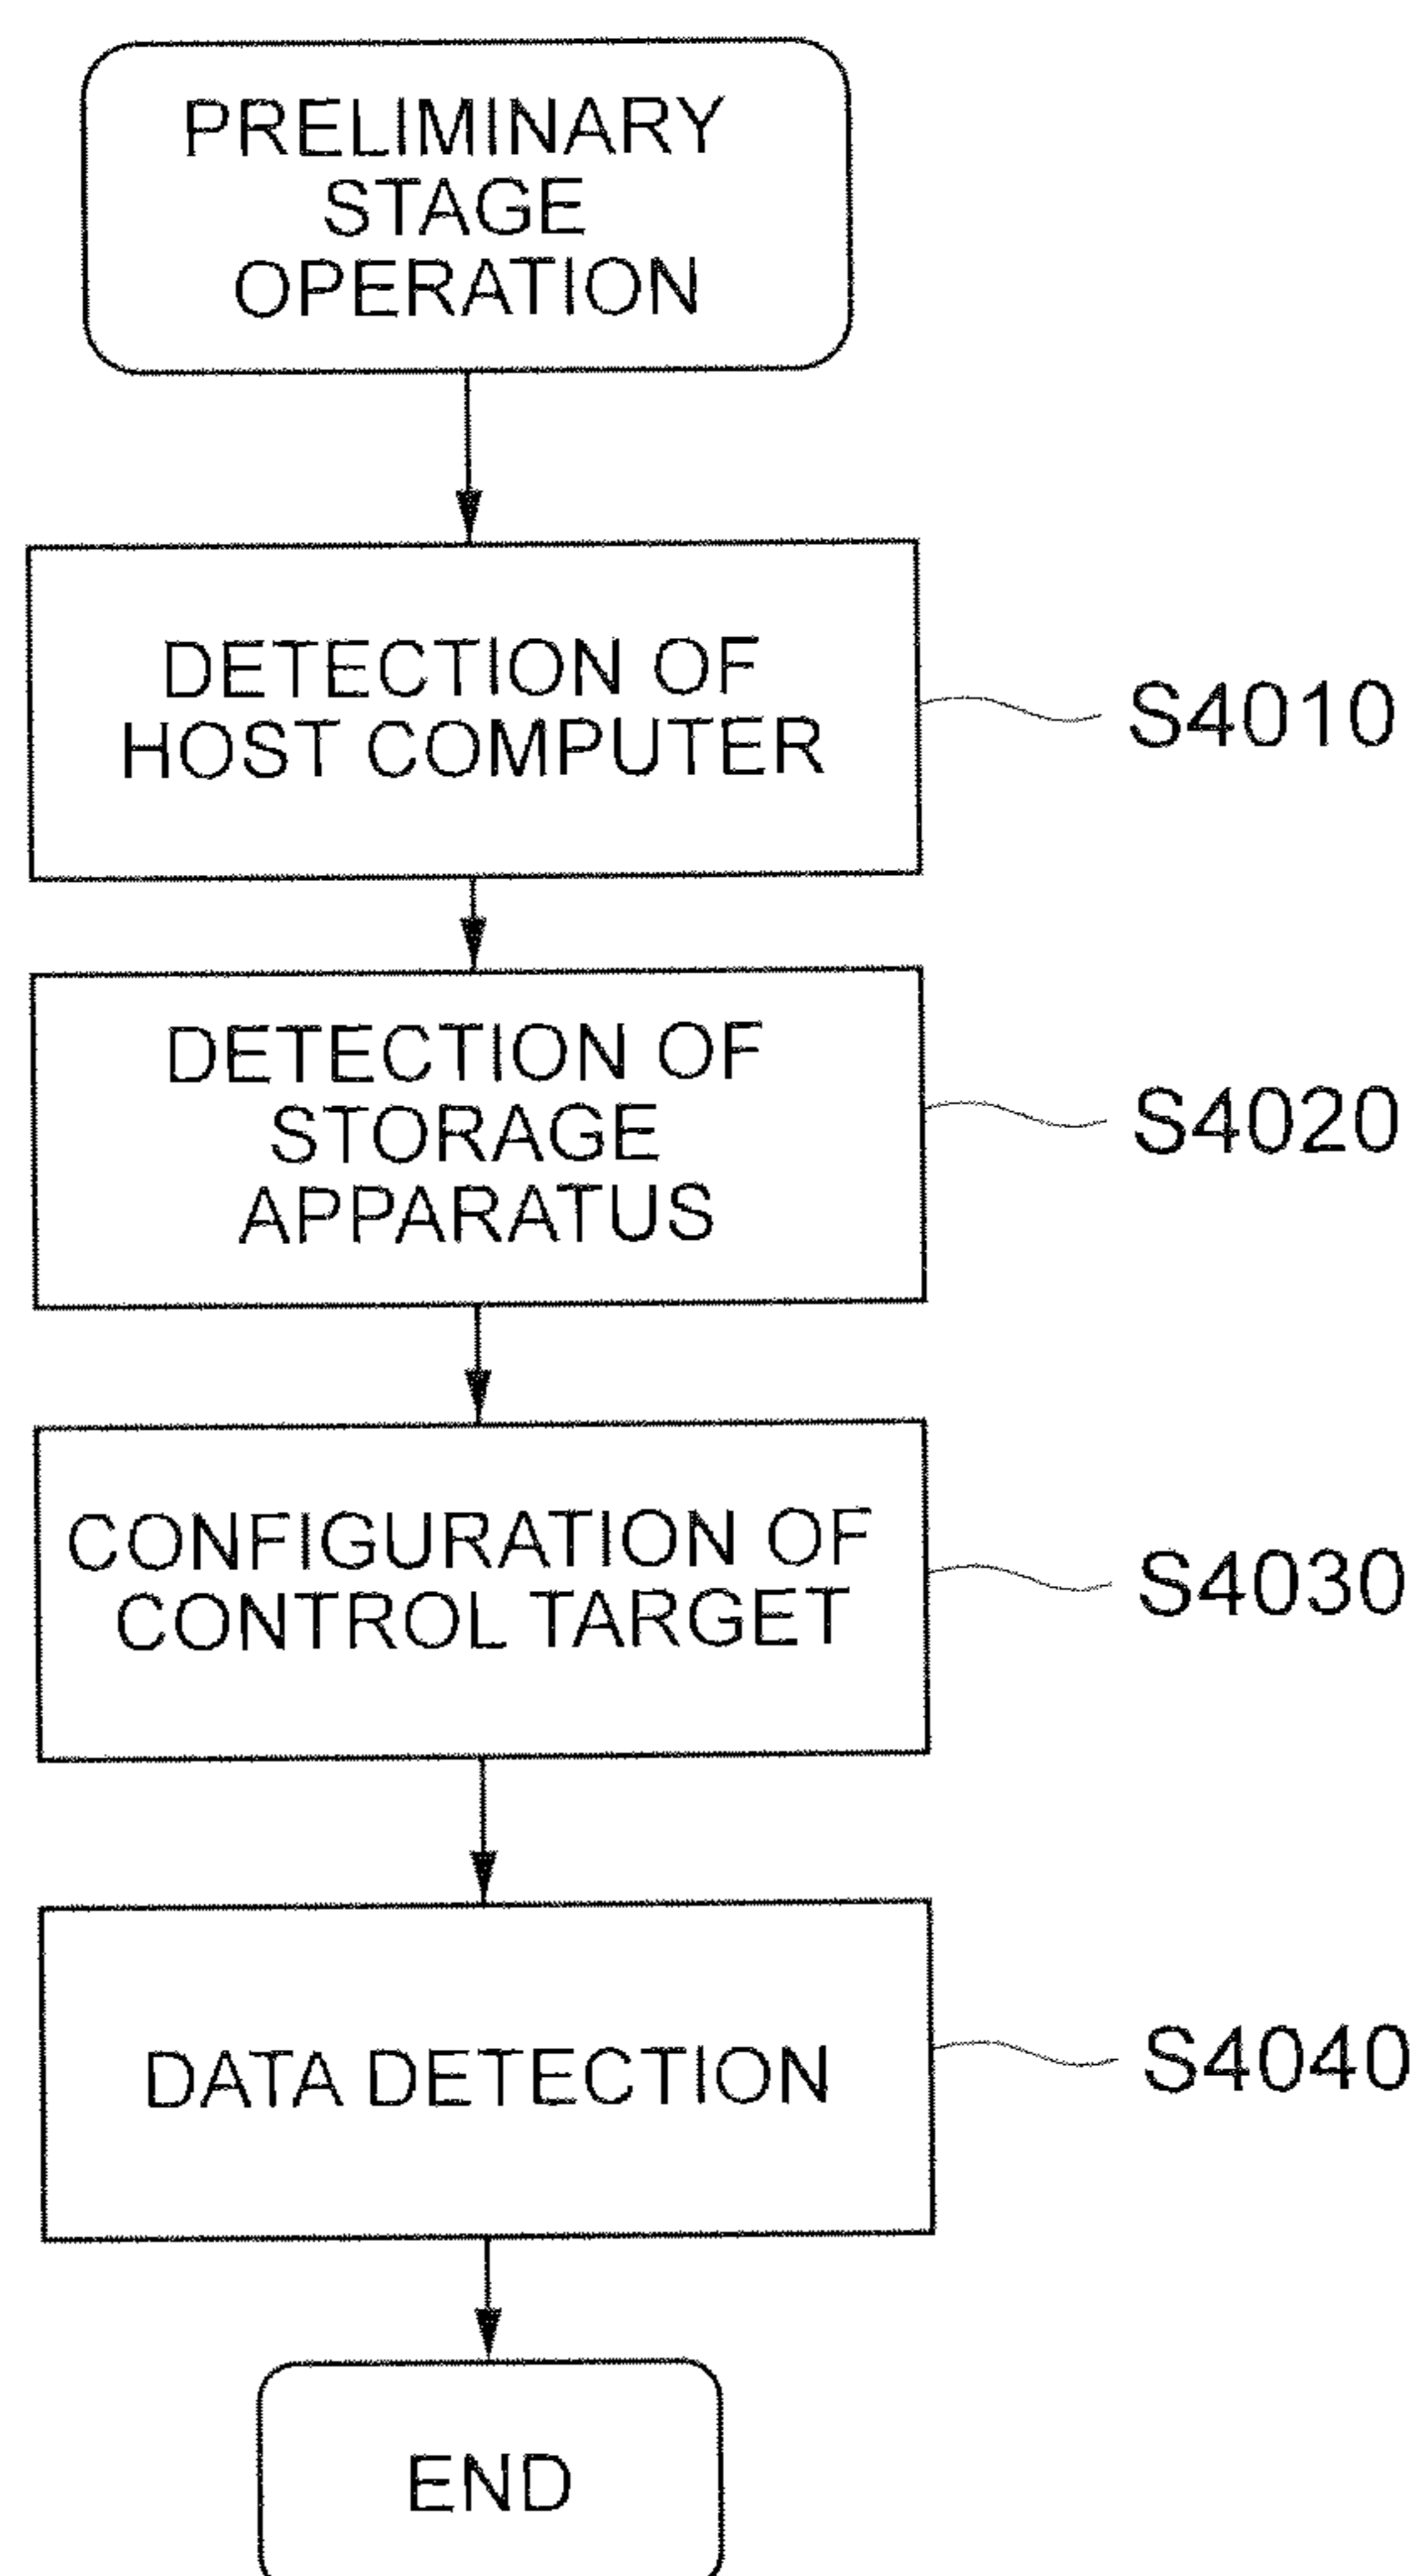 PRELIMINARY
STAGE
OPERATION
DETECTION OF
HOST COMPUTER
S4010
DETECTION OF
STORAGE
APPARATUS
S4020
CONFIGURATION OF
CONTROL TARGET
S4030
DATA DETECTION
S4040
END